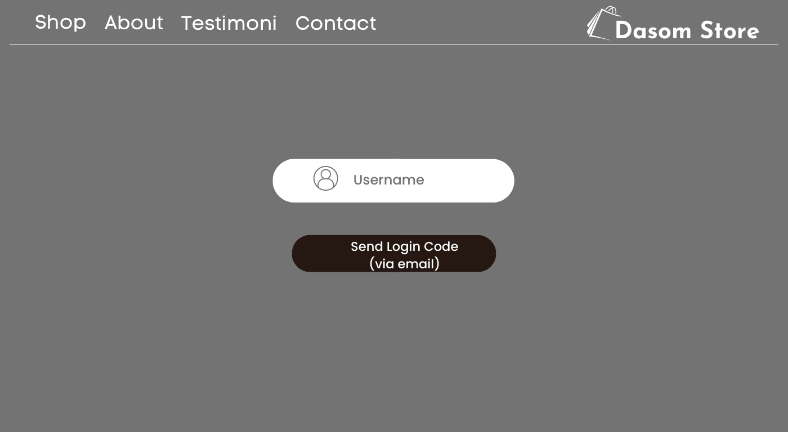 Shop About Testimoni Contact
Dasom Store
Username
Send Login Code
(via email)